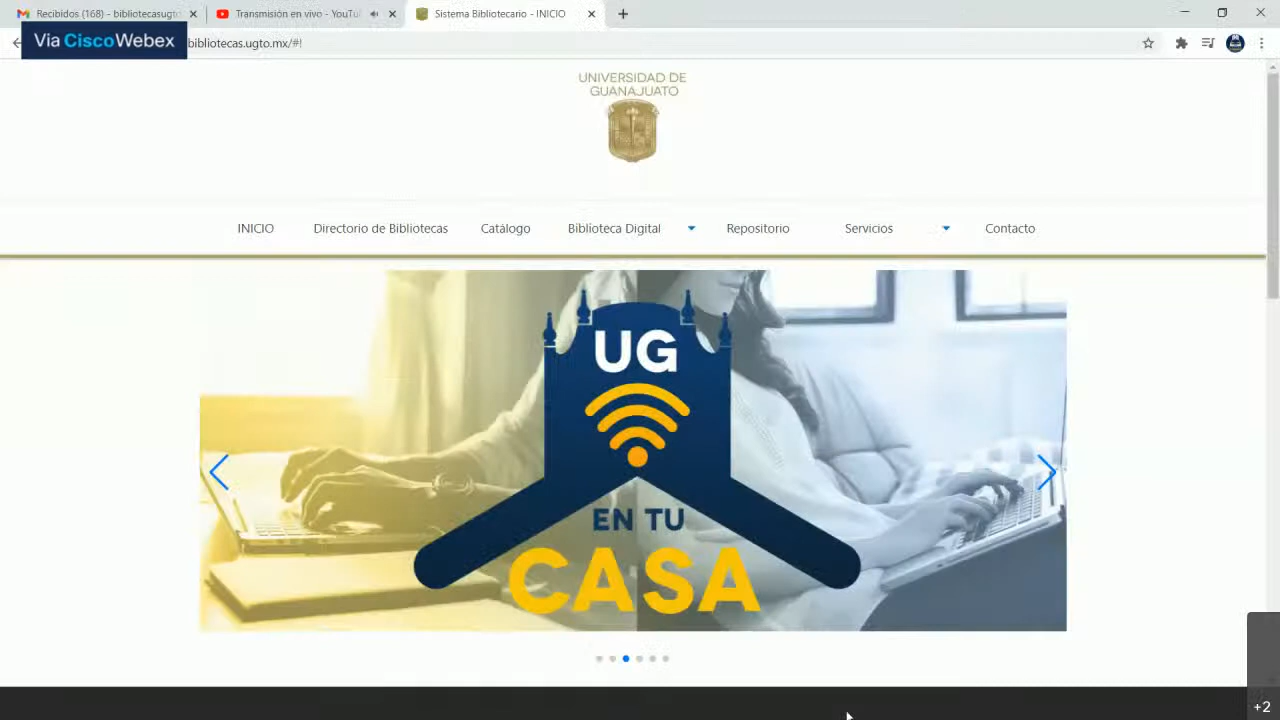 Recibidos (168) - bibliotecasugto
Transmisión en vivo - YouTu
Sistema Bibliotecario - INICIO
Via CiscoWebex
bibliotecas.ugto.mx/#!
UNIVERSIDAD DE
GUANAJUATO
INICIO
Directorio de Bibliotecas
Catálogo
Biblioteca Digital
Repositorio
Servicios
Contacto
UG
EN TU
CASA
+2